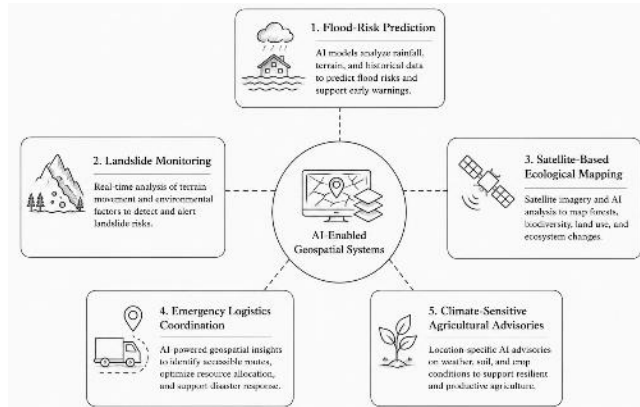 1. Flood-Risk Prediction
AI models analyze rainfall,
terrain, and historical data
to predict flood risks and
support early warnings.
2. Landslide Monitoring
Real-time analysis of terrain
movement and environmental
factors to detect and alert
landslide risks.
3. Satellite-Based
Ecological Mapping
Satellite imagery and AI
analysis to map forests,
biodiversity, land use, and
ecosystem changes.
AI-Enabled
Geospatial Systems
4. Emergency Logistics
Coordination
AI-powered geospatial insights
to identify accessible routes,
optimize resource allocation,
and support disaster response.
5. Climate-Sensitive
Agricultural Advisories
Location-specific AI advisories
on weather, soil, and crop
conditions to support resilient
and productive agriculture.